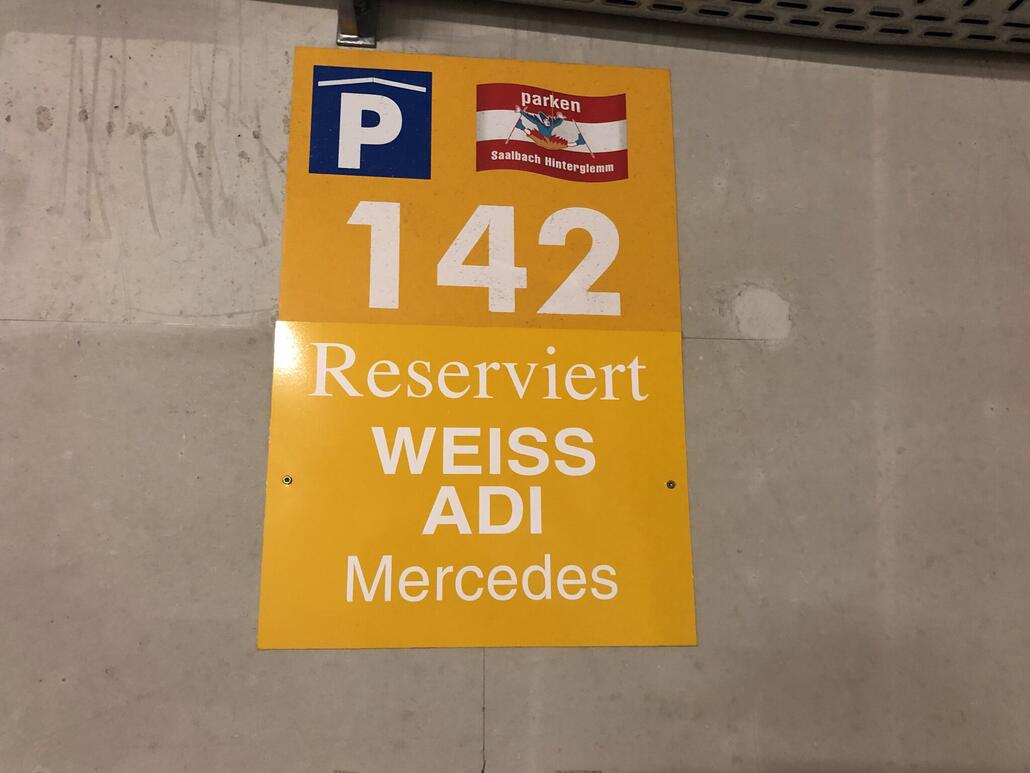 P
parken
Saalbach Hinterglemm
142
Reserviert
WEISS
ADI
Mercedes